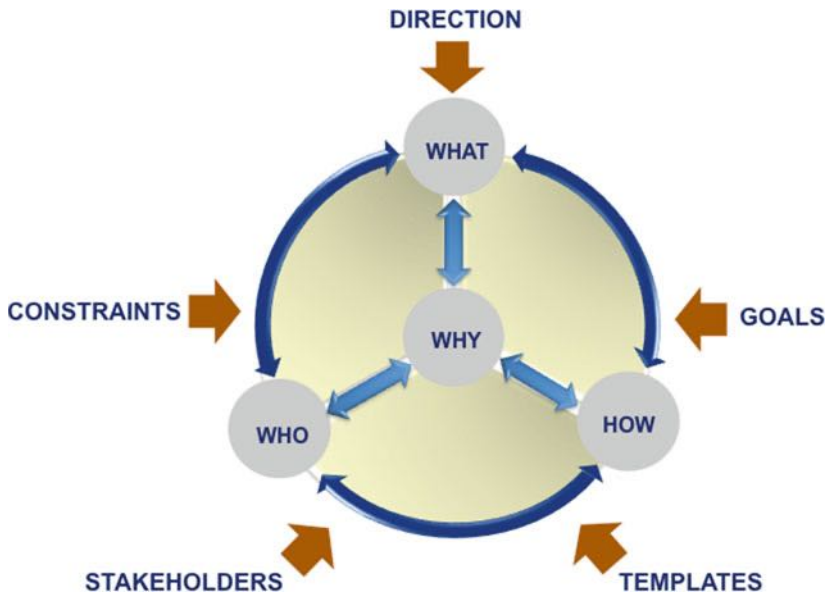 DIRECTION
WHAT
CONSTRAINTS
WHY
GOALS
WHO
HOW
STAKEHOLDERS
TEMPLATES